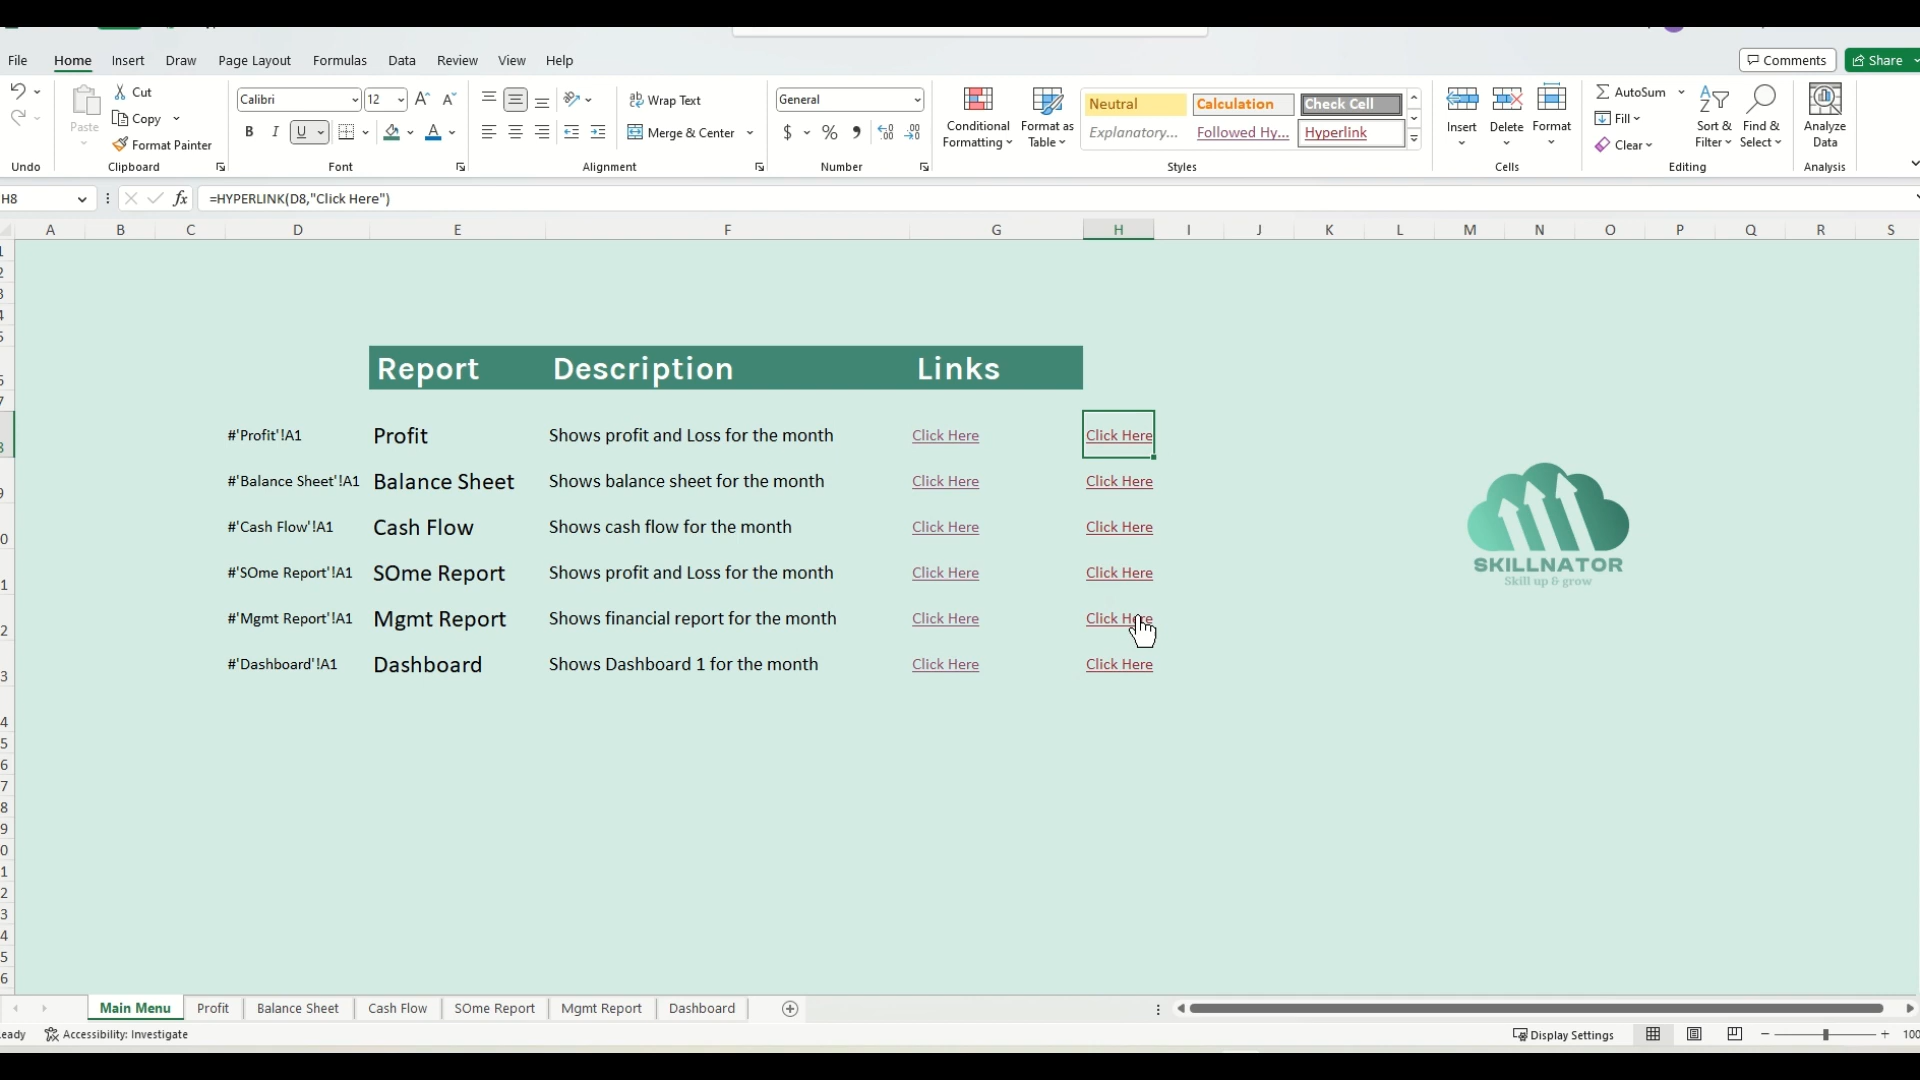 File Home Insert Draw Page Layout Formulas Data Review View Help Comments Share
Cut
Copy
Format Painter
Paste
Calibri 12
B I U
Wrap Text
Merge & Center
General
$ % ,
Conditional Formatting
Format as Table
Neutral Calculation Check Cell
Explanatory... Followed Hy... Hyperlink
Insert Delete Format
AutoSum
Fill
Clear
Sort & Filter
Find & Select
Analyze Data
Undo Clipboard Font Alignment Number Styles Cells Editing Analysis
H8 fx =HYPERLINK(D8,"Click Here")
A B C D E F G H I J K L M N O P Q R S
Report Description Links
#'Profit'!A1 Profit Shows profit and Loss for the month Click Here Click Here
#'Balance Sheet'!A1 Balance Sheet Shows balance sheet for the month Click Here Click Here
#'Cash Flow'!A1 Cash Flow Shows cash flow for the month Click Here Click Here
#'SOme Report'!A1 SOme Report Shows profit and Loss for the month Click Here Click Here
#'Mgmt Report'!A1 Mgmt Report Shows financial report for the month Click Here Click Here
#'Dashboard'!A1 Dashboard Shows Dashboard 1 for the month Click Here Click Here
SKILLNATOR
Skill up & grow
Main Menu Profit Balance Sheet Cash Flow SOme Report Mgmt Report Dashboard
Accessibility: Investigate Display Settings 100